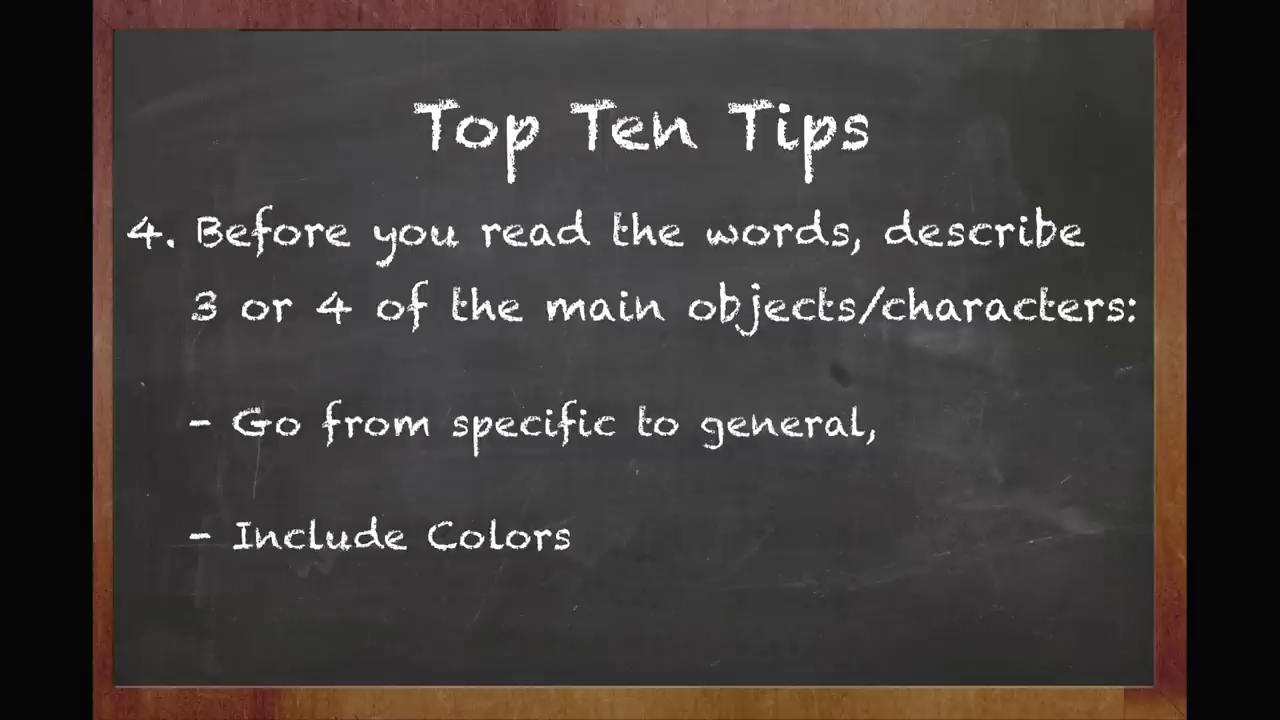 Top Ten Tips
4. Before you read the words, describe
3 or 4 of the main objects/characters:
- Go from specific to general,
- Include Colors